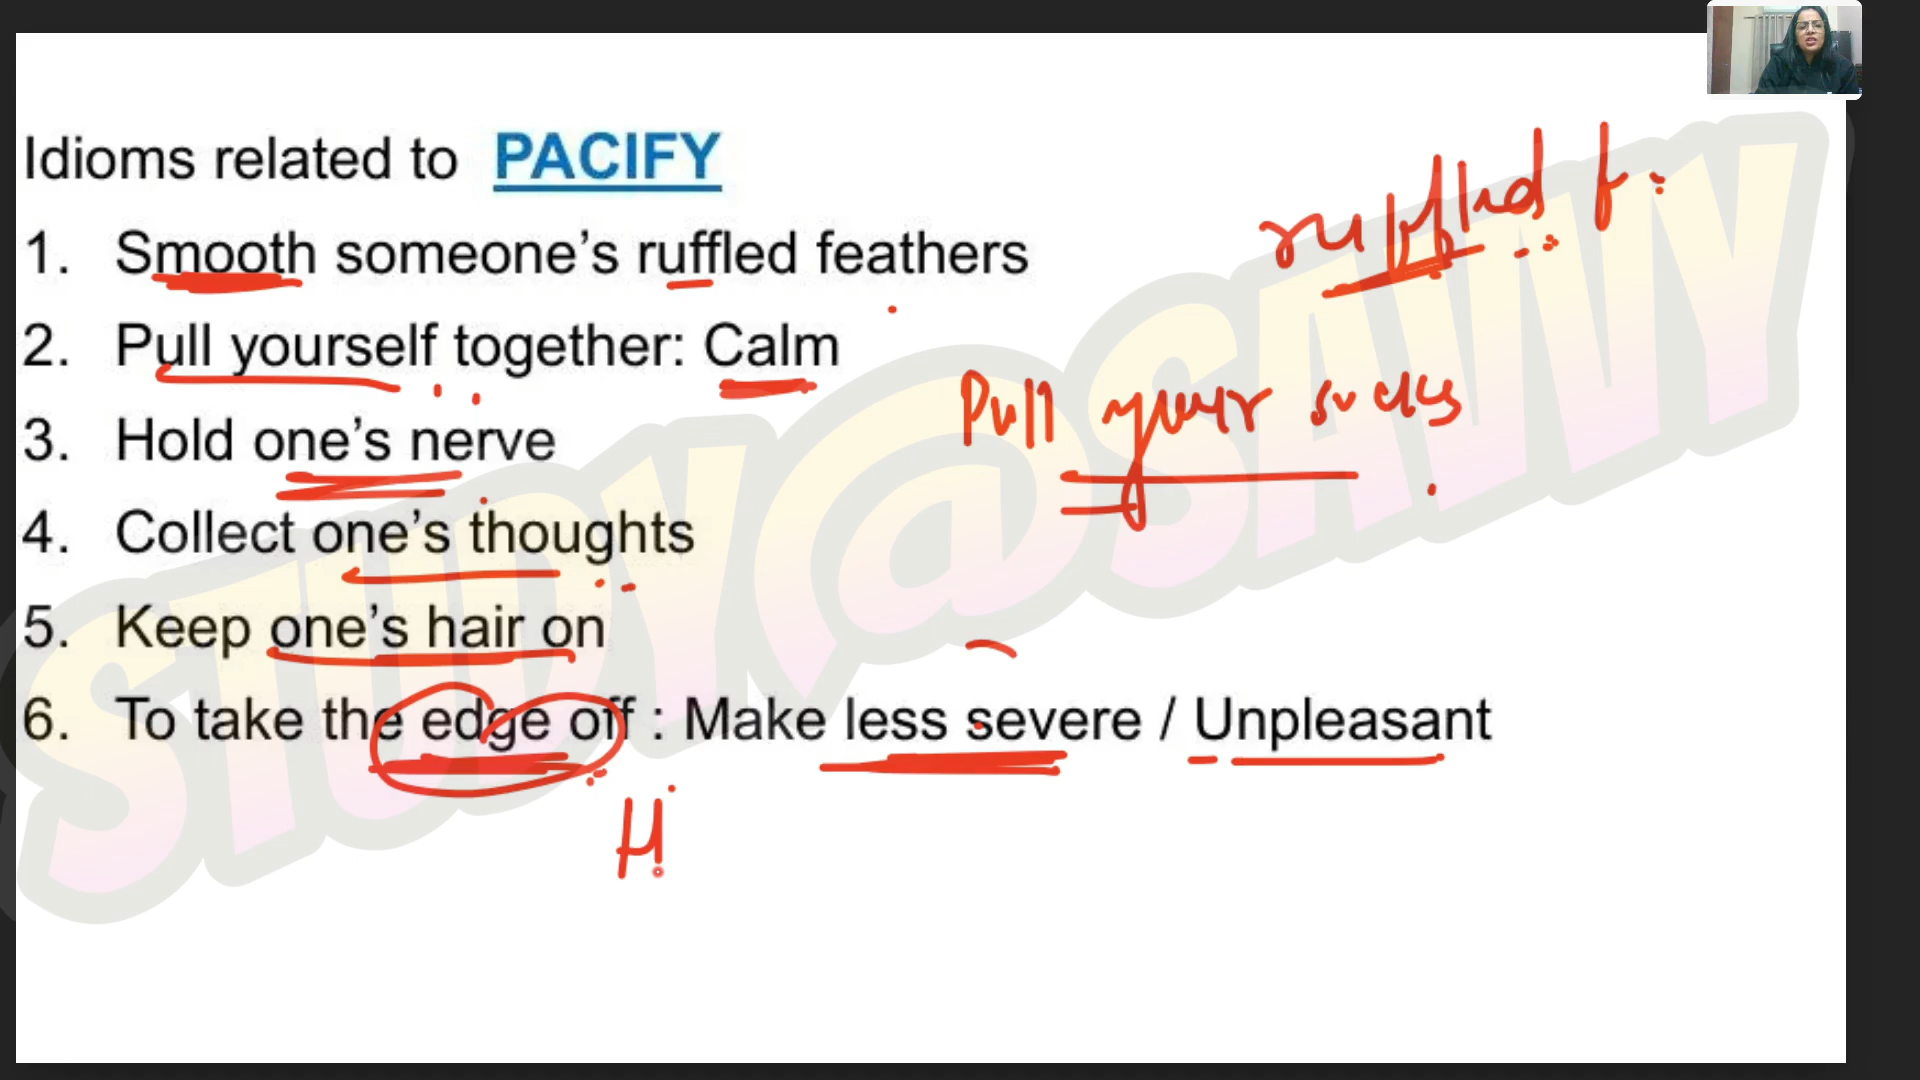 Idioms related to PACIFY
1. Smooth someone’s ruffled feathers
ruffled f
2. Pull yourself together: Calm
Pull your socks
3. Hold one’s nerve
4. Collect one’s thoughts
5. Keep one’s hair on
6. To take the edge off : Make less severe / Unpleasant
STUDY@SAVVY